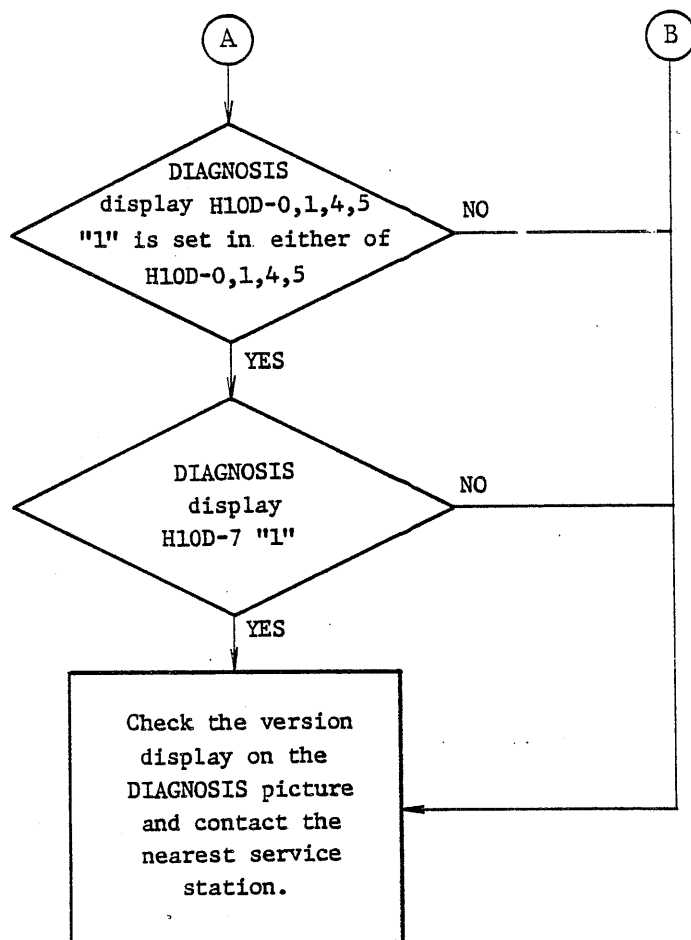 A
B
DIAGNOSIS
display H10D-0,1,4,5
"1" is set in either of
H10D-0,1,4,5
NO
YES
DIAGNOSIS
display
H10D-7 "1"
NO
YES
Check the version
display on the
DIAGNOSIS picture
and contact the
nearest service
station.